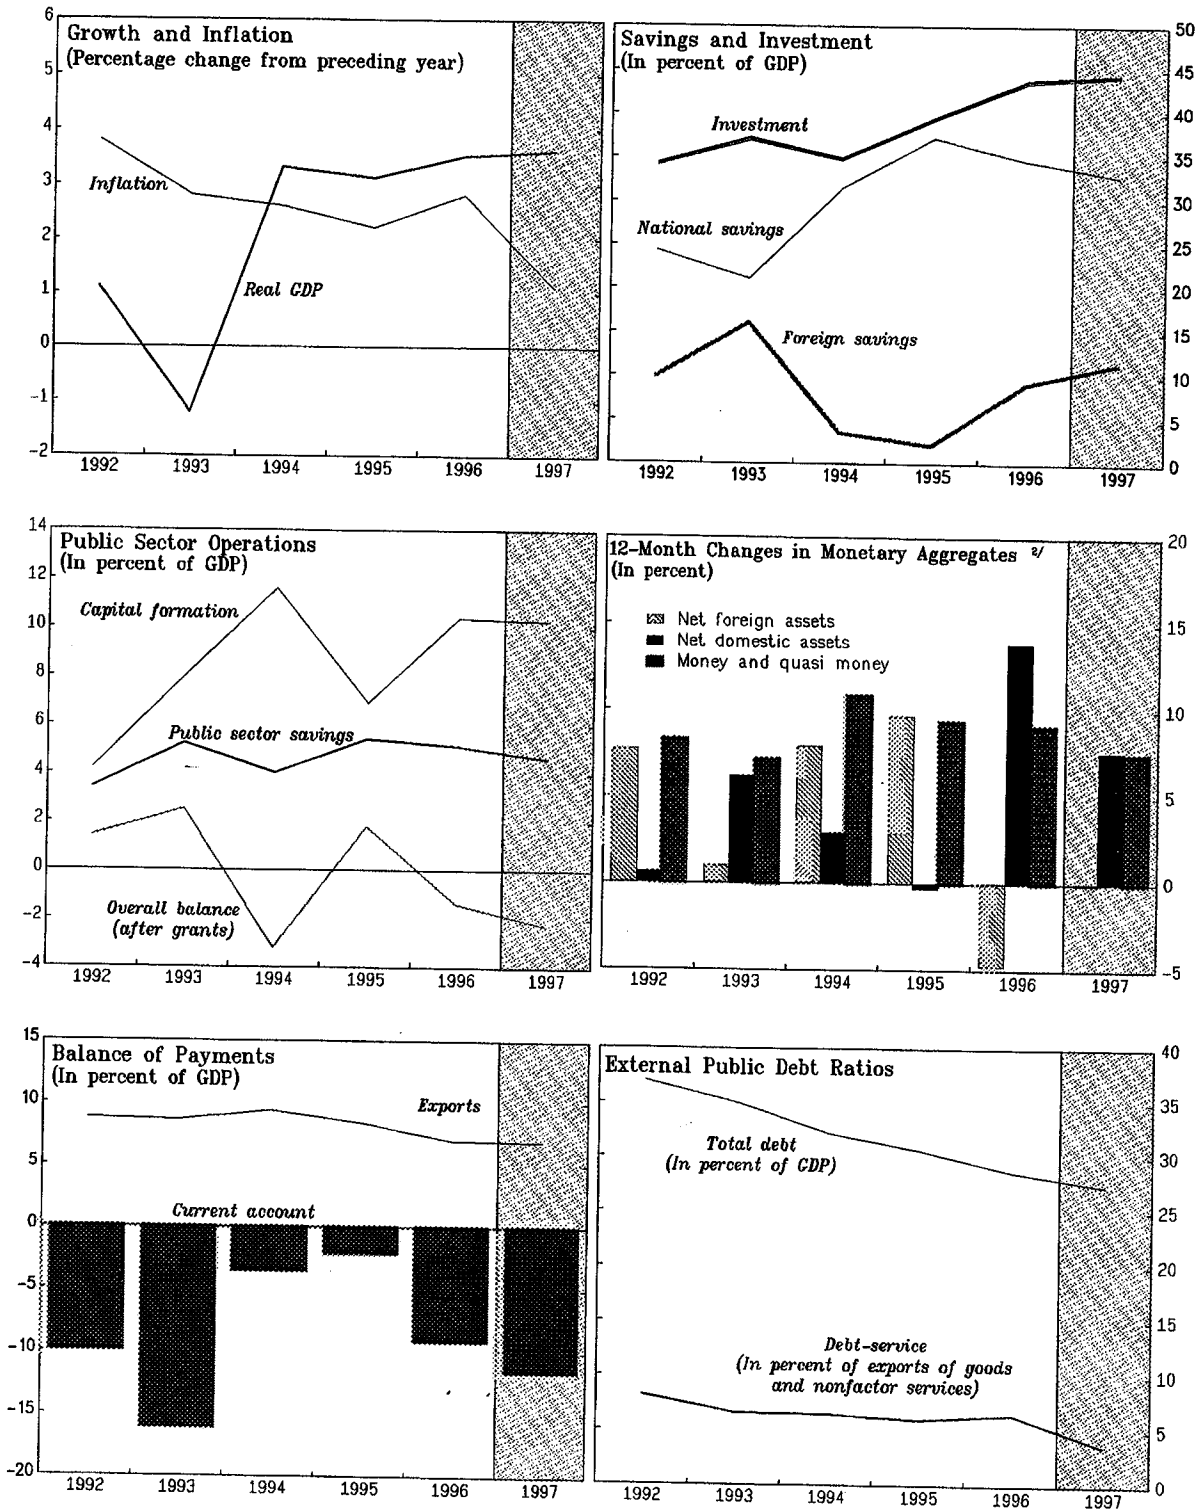 Growth and Inflation
(Percentage change from preceding year)
6
5
4
3
2
1
0
-1
-2
Inflation
Real GDP
1992 1993 1994 1995 1996 1997
Savings and Investment
(In percent of GDP)
50
45
40
35
30
25
20
15
10
5
0
Investment
National savings
Foreign savings
1992 1993 1994 1995 1996 1997
Public Sector Operations
(In percent of GDP)
14
12
10
8
6
4
2
0
-2
-4
Capital formation
Public sector savings
Overall balance
(after grants)
1992 1993 1994 1995 1996 1997
12-Month Changes in Monetary Aggregates 2/
(In percent)
20
15
10
5
0
-5
Net foreign assets
Net domestic assets
Money and quasi money
1992 1993 1994 1995 1996 1997
Balance of Payments
(In percent of GDP)
15
10
5
0
-5
-10
-15
-20
Exports
Current account
1992 1993 1994 1995 1996 1997
External Public Debt Ratios
40
35
30
25
20
15
10
5
0
Total debt
(In percent of GDP)
Debt-service
(In percent of exports of goods
and nonfactor services)
1992 1993 1994 1995 1996 1997